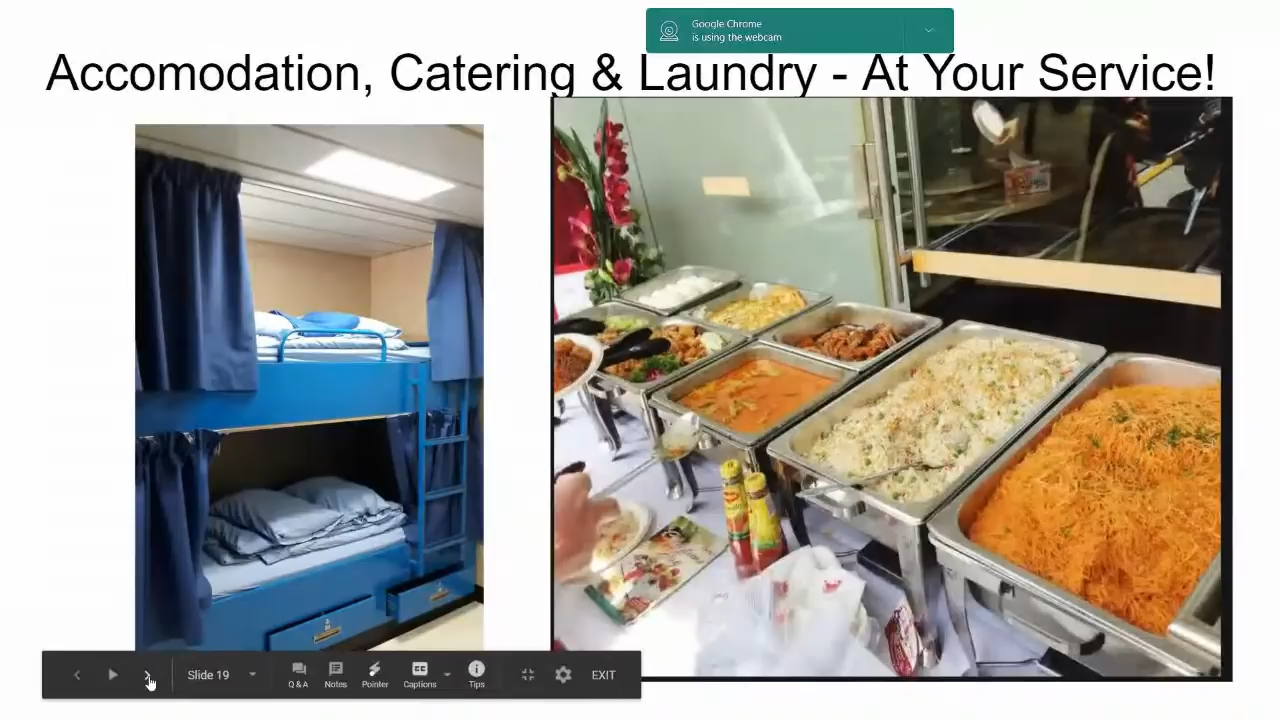 Google Chrome
is using the webcam
Accomodation, Catering & Laundry - At Your Service!
Slide 19
Q & A
Notes
Pointer
CC
Captions
Tips
EXIT